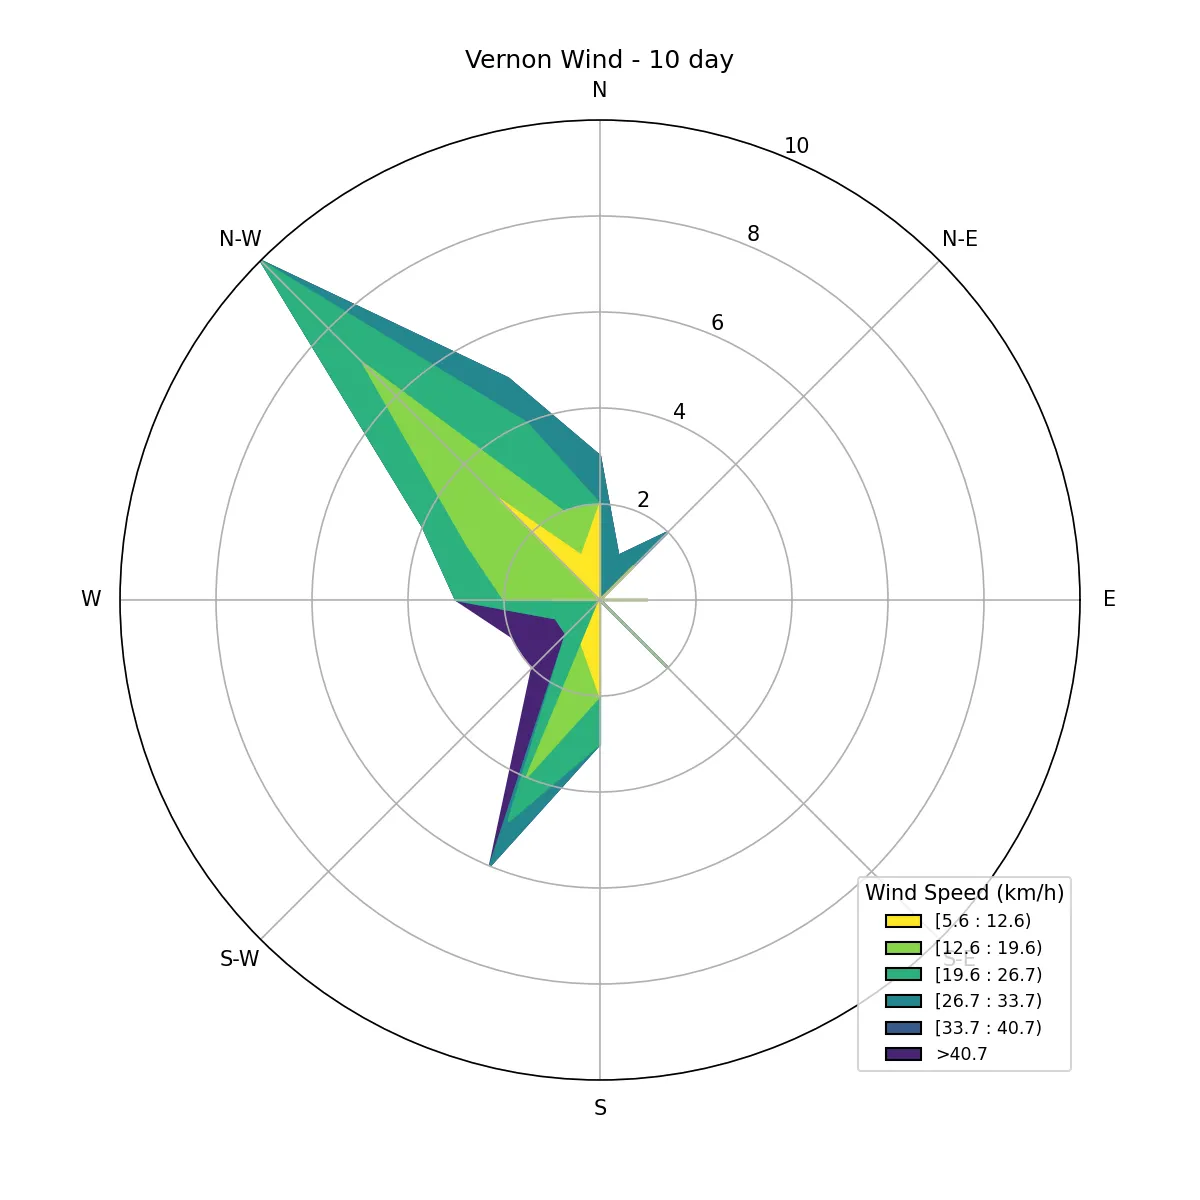 Vernon Wind - 10 day
N
10
N-W
N-E
8
6
4
2
W
E
S-W
S-E
Wind Speed (km/h)
[5.6 : 12.6)
[12.6 : 19.6)
[19.6 : 26.7)
[26.7 : 33.7)
[33.7 : 40.7)
>40.7
S